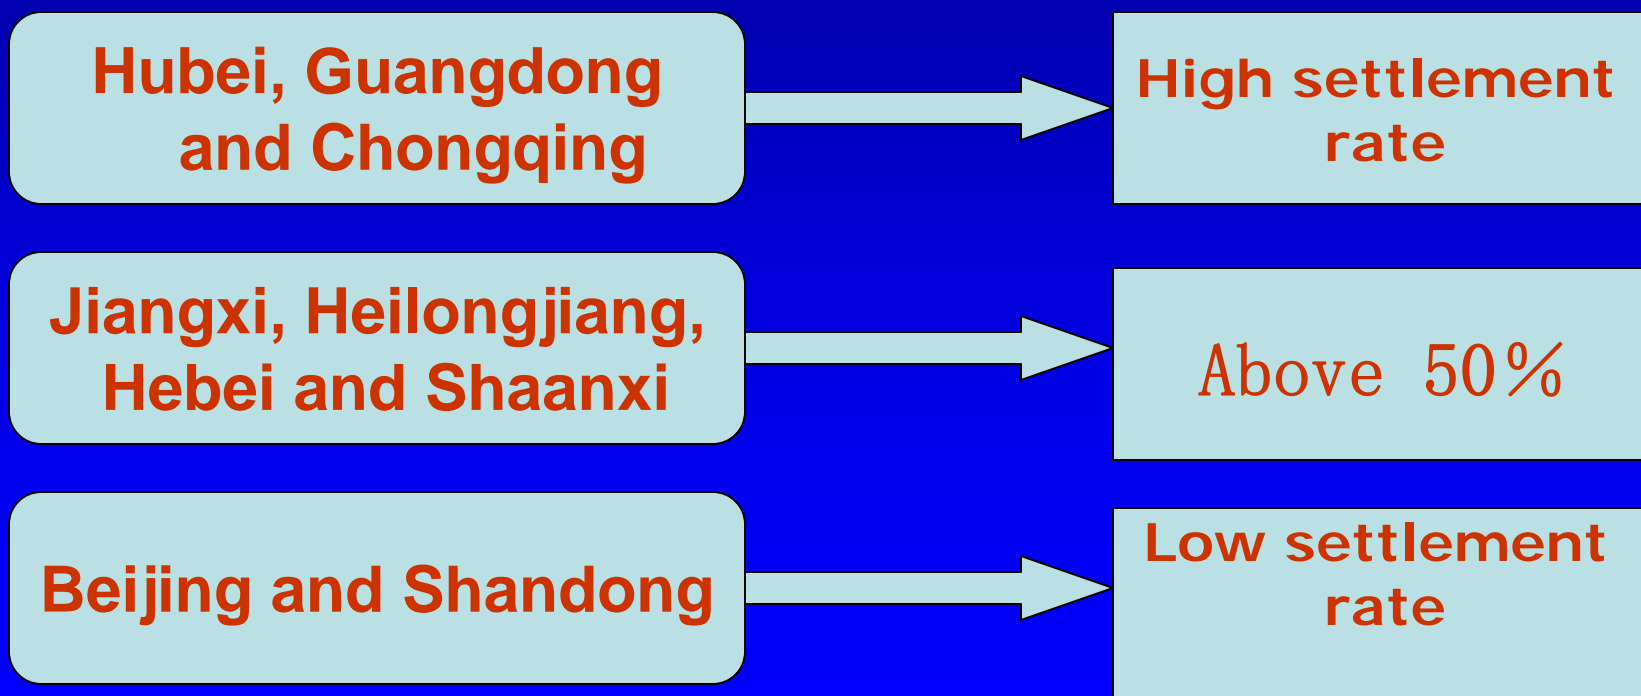 Hubei, Guangdong
and Chongqing
High settlement
rate
Jiangxi, Heilongjiang,
Hebei and Shaanxi
Above 50%
Beijing and Shandong
Low settlement
rate